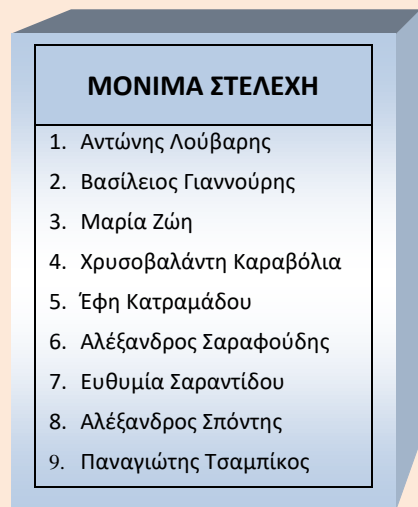 ΜΟΝΙΜΑ ΣΤΕΛΕΧΗ
1. Αντώνης Λούβαρης
2. Βασίλειος Γιαννούρης
3. Μαρία Ζώη
4. Χρυσοβαλάντη Καραβόλια
5. Έφη Κατραμάδου
6. Αλέξανδρος Σαραφούδης
7. Ευθυμία Σαραντίδου
8. Αλέξανδρος Σπόντης
9. Παναγιώτης Τσαμπίκος